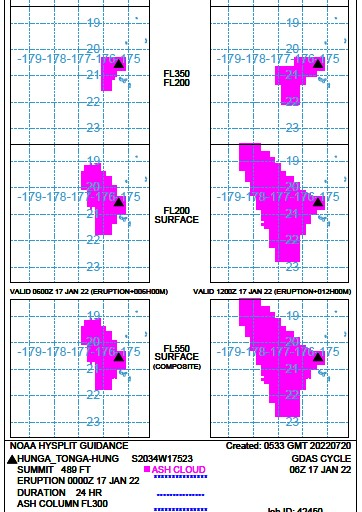 19
19
20
20
-179-178-177-176-175
-179-178-177-176-175
21
21
22
22
23
23
FL350
FL200
19
19
20
20
-179-178-177-176-175
-179-178-177-176-175
21
21
22
22
23
23
FL200
SURFACE
VALID 0600Z 17 JAN 22 (ERUPTION+006H00M)
VALID 1200Z 17 JAN 22 (ERUPTION+012H00M)
19
19
20
20
-179-178-177-176-175
-179-178-177-176-175
21
21
22
22
23
23
FL550
SURFACE
(COMPOSITE)
NOAA HYSPLIT GUIDANCE
Created: 0533 GMT 20220720
HUNGA_TONGA-HUNG S2034W17523
GDAS CYCLE
SUMMIT 489 FT
ASH CLOUD
06Z 17 JAN 22
ERUPTION 0000Z 17 JAN 22
DURATION 24 HR
ASH COLUMN FL300
Job ID: 42450